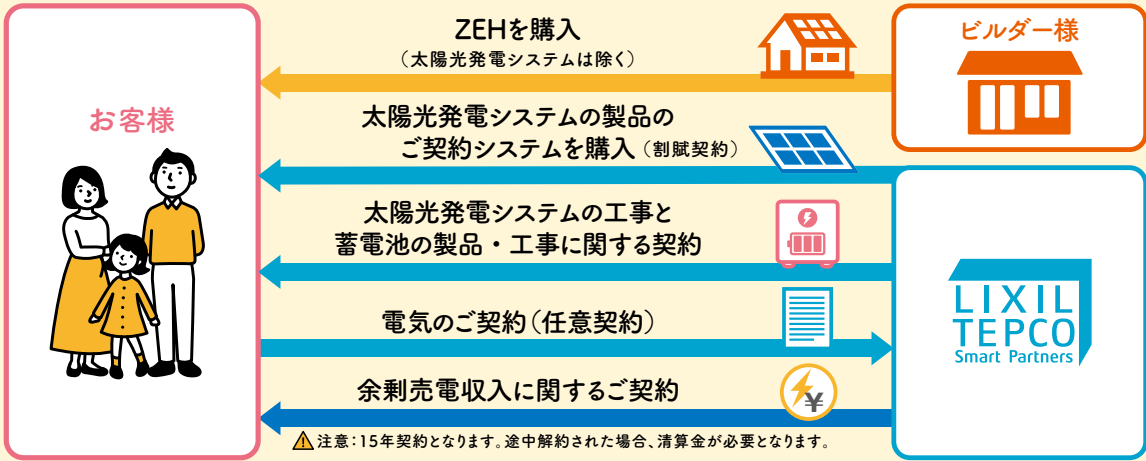 ZEHを購入
（太陽光発電システムは除く）
ビルダー様
お客様
太陽光発電システムの製品の
ご契約システムを購入（割賦契約）
太陽光発電システムの工事と
蓄電池の製品・工事に関する契約
電気のご契約（任意契約）
LIXIL
TEPCO
Smart Partners
余剰売電収入に関するご契約
¥
注意：15年契約となります。途中解約された場合、清算金が必要となります。